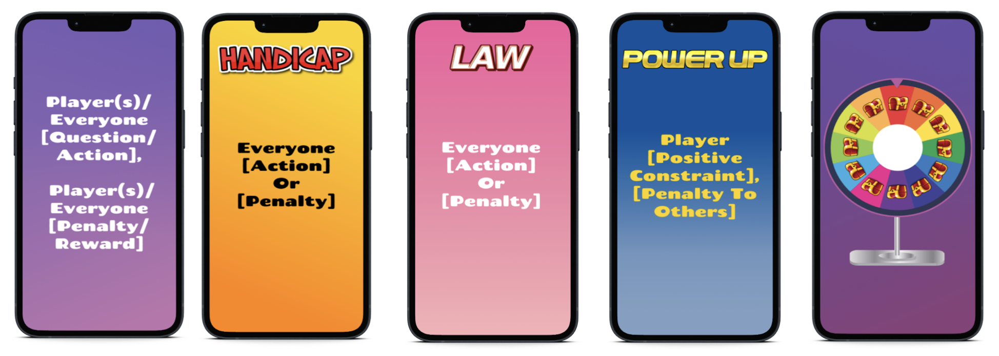 Player(s)/
Everyone
[Question/
Action],
Player(s)/
Everyone
[Penalty/
Reward]
HANDICAP
Everyone
[Action]
Or
[Penalty]
LAW
Everyone
[Action]
Or
[Penalty]
POWER UP
Player
[Positive
Constraint],
[Penalty To
Others]